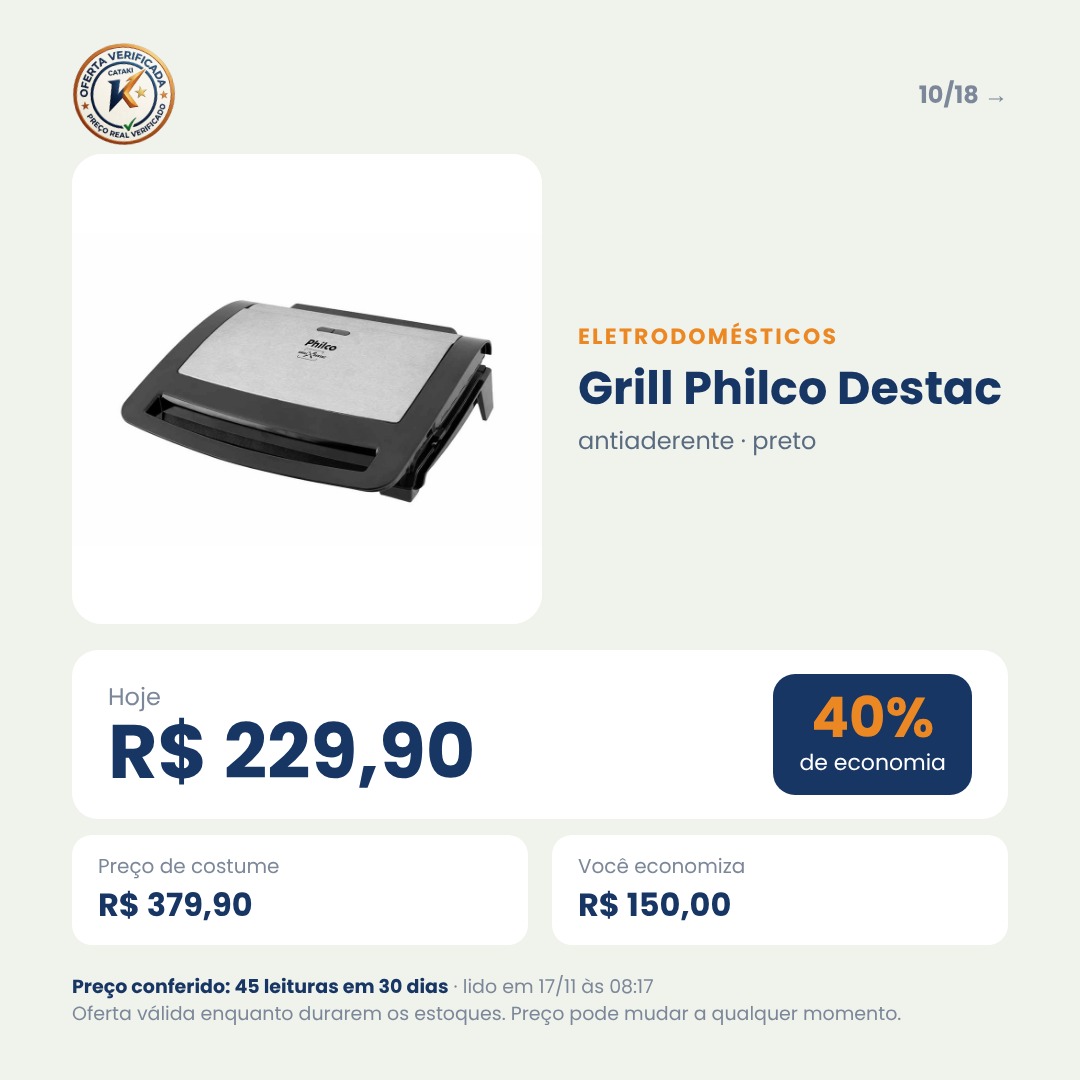 OFERTA VERIFICADA
CATAKI
K
PREÇO REAL VERIFICADO
10/18 →
Philco
ELETRODOMÉSTICOS
Grill Philco Destac
antiaderente · preto
Hoje
R$ 229,90
40%
de economia
Preço de costume
R$ 379,90
Você economiza
R$ 150,00
Preço conferido: 45 leituras em 30 dias · lido em 17/11 às 08:17
Oferta válida enquanto durarem os estoques. Preço pode mudar a qualquer momento.